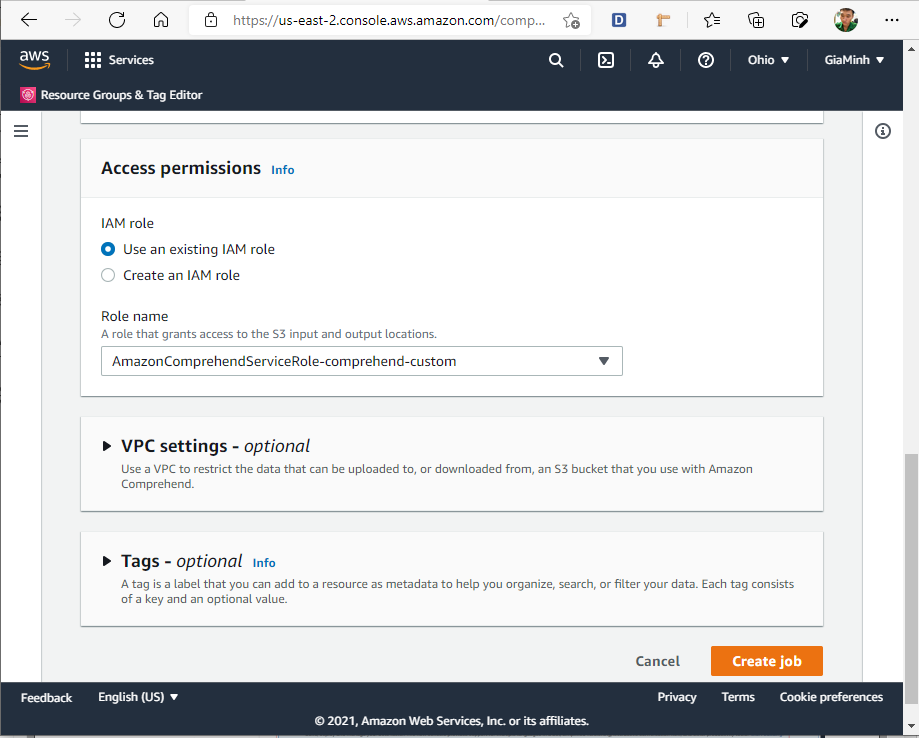 https://us-east-2.console.aws.amazon.com/comp...
D
aws
Services
Ohio
GiaMinh
Resource Groups & Tag Editor
Access permissions Info
IAM role
Use an existing IAM role
Create an IAM role
Role name
A role that grants access to the S3 input and output locations.
AmazonComprehendServiceRole-comprehend-custom
VPC settings - optional
Use a VPC to restrict the data that can be uploaded to, or downloaded from, an S3 bucket that you use with Amazon
Comprehend.
Tags - optional Info
A tag is a label that you can add to a resource as metadata to help you organize, search, or filter your data. Each tag consists
of a key and an optional value.
Cancel
Create job
Feedback
English (US)
Privacy
Terms
Cookie preferences
© 2021, Amazon Web Services, Inc. or its affiliates.